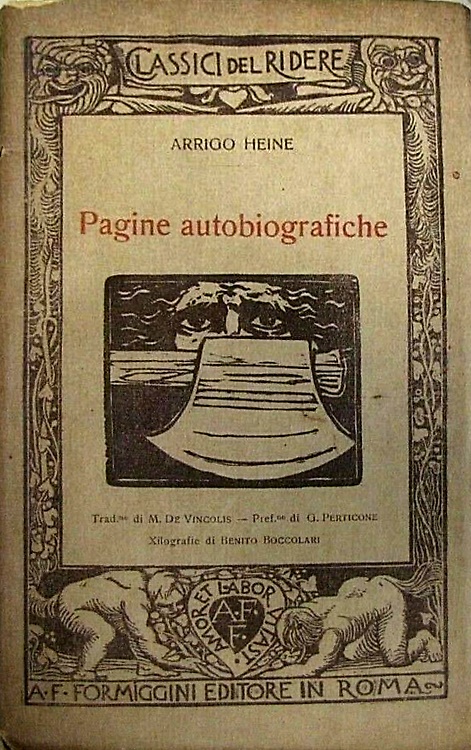 CLASSICI DEL RIDERE
ARRIGO HEINE
Pagine autobiografiche
Trad.ne di M. DE VINCOLIS — Pref.ne di G. PERTICONE
Xilografie di BENITO BOCCOLARI
AMOR ET LABOR VITAST
A·F·
F·
A·F·FORMIGGINI EDITORE IN ROMA